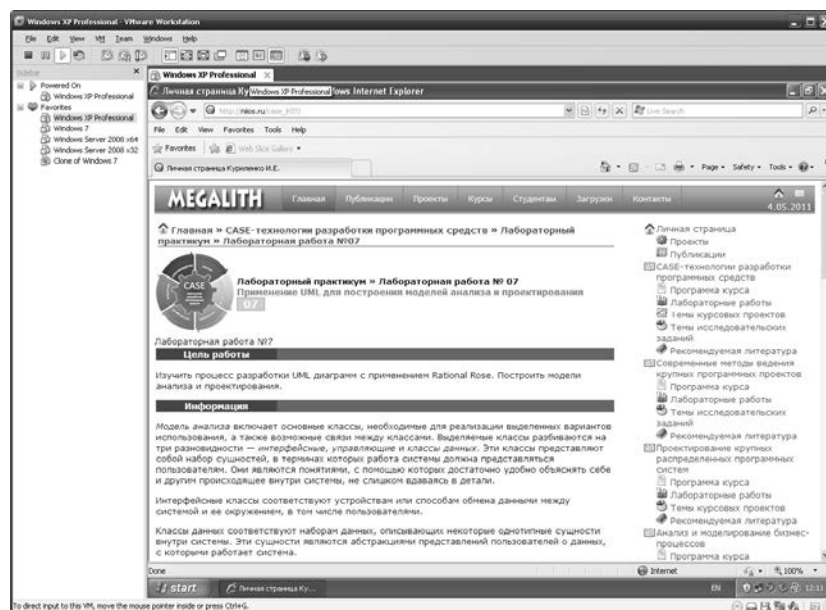 Windows XP Professional - VMware Workstation
File Edit View VM Team Windows Help
Sidebar
Powered On
Windows XP Professional
Favorites
Windows XP Professional
Windows 7
Windows Server 2008 x64
Windows Server 2008 x32
Clone of Windows 7
Windows XP Professional
Личная страница Ку Windows XP Professional ows Internet Explorer
Live Search
File Edit View Favorites Tools Help
Favorites Web Slice Gallery
Личная страница Куриленко И.Е.
Page Safety Tools
MEGALITH
Главная Публикации Проекты Курсы Студентам Загрузки Контакты
4.05.2011
Главная » CASE-технологии разработки программных средств » Лабораторный
практикум » Лабораторная работа №07
CASE
Лабораторный практикум » Лабораторная работа № 07
Применение UML для построения моделей анализа и проектирования
07
Лабораторная работа №7
Цель работы
Изучить процесс разработки UML диаграмм с применением Rational Rose. Построить модели
анализа и проектирования.
Информация
Модель анализа включает основные классы, необходимые для реализации выделенных вариантов
использования, а также возможные связи между классами. Выделяемые классы разбиваются на
три разновидности — интерфейсные, управляющие и классы данных. Эти классы представляют
собой набор сущностей, в терминах которых работа системы должна представляться
пользователям. Они являются понятиями, с помощью которых достаточно удобно объяснять себе
и другим происходящее внутри системы, не слишком вдаваясь в детали.
Интерфейсные классы соответствуют устройствам или способам обмена данными между
системой и ее окружением, в том числе пользователями.
Классы данных соответствуют наборам данных, описывающих некоторые однотипные сущности
внутри системы. Эти сущности являются абстракциями представлений пользователей о данных,
с которыми работает система.
Личная страница
Проекты
Публикации
CASE-технологии разработки
программных средств
Программа курса
Лабораторные работы
Темы курсовых проектов
Темы исследовательских
заданий
Рекомендуемая литература
Современные методы ведения
крупных программных проектов
Программа курса
Лабораторные работы
Темы исследовательских
заданий
Рекомендуемая литература
Проектирование крупных
распределенных программных
систем
Программа курса
Лабораторные работы
Темы курсовых проектов
Рекомендуемая литература
Анализ и моделирование бизнес-
процессов
Программа курса
Done Internet 100%
start Личная страница Ку... EN 12:11
To direct input to this VM, move the mouse pointer inside or press Ctrl+G.